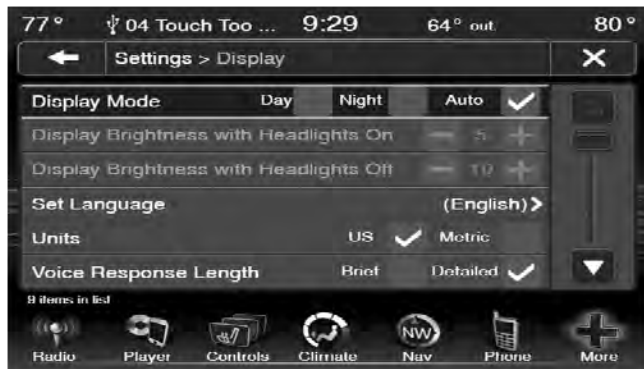 77° 04 Touch Too ... 9:29 64° out 80°
Settings > Display
Display Mode Day Night Auto
Display Brightness with Headlights On 5
Display Brightness with Headlights Off 10
Set Language (English)>
Units US Metric
Voice Response Length Brief Detailed
9 items in list
NW
Radio Player Controls Climate Nav Phone More